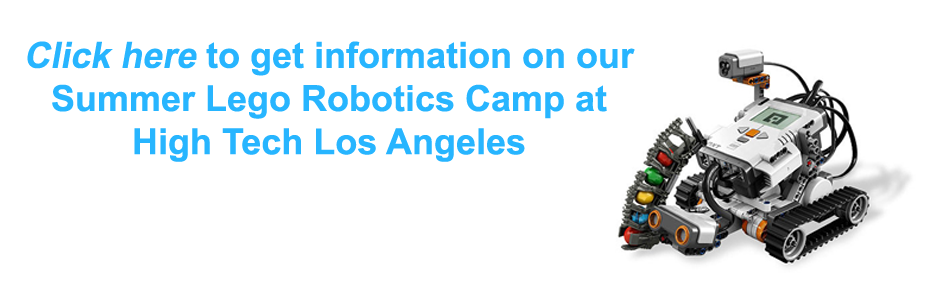 Click here to get information on our
Summer Lego Robotics Camp at
High Tech Los Angeles